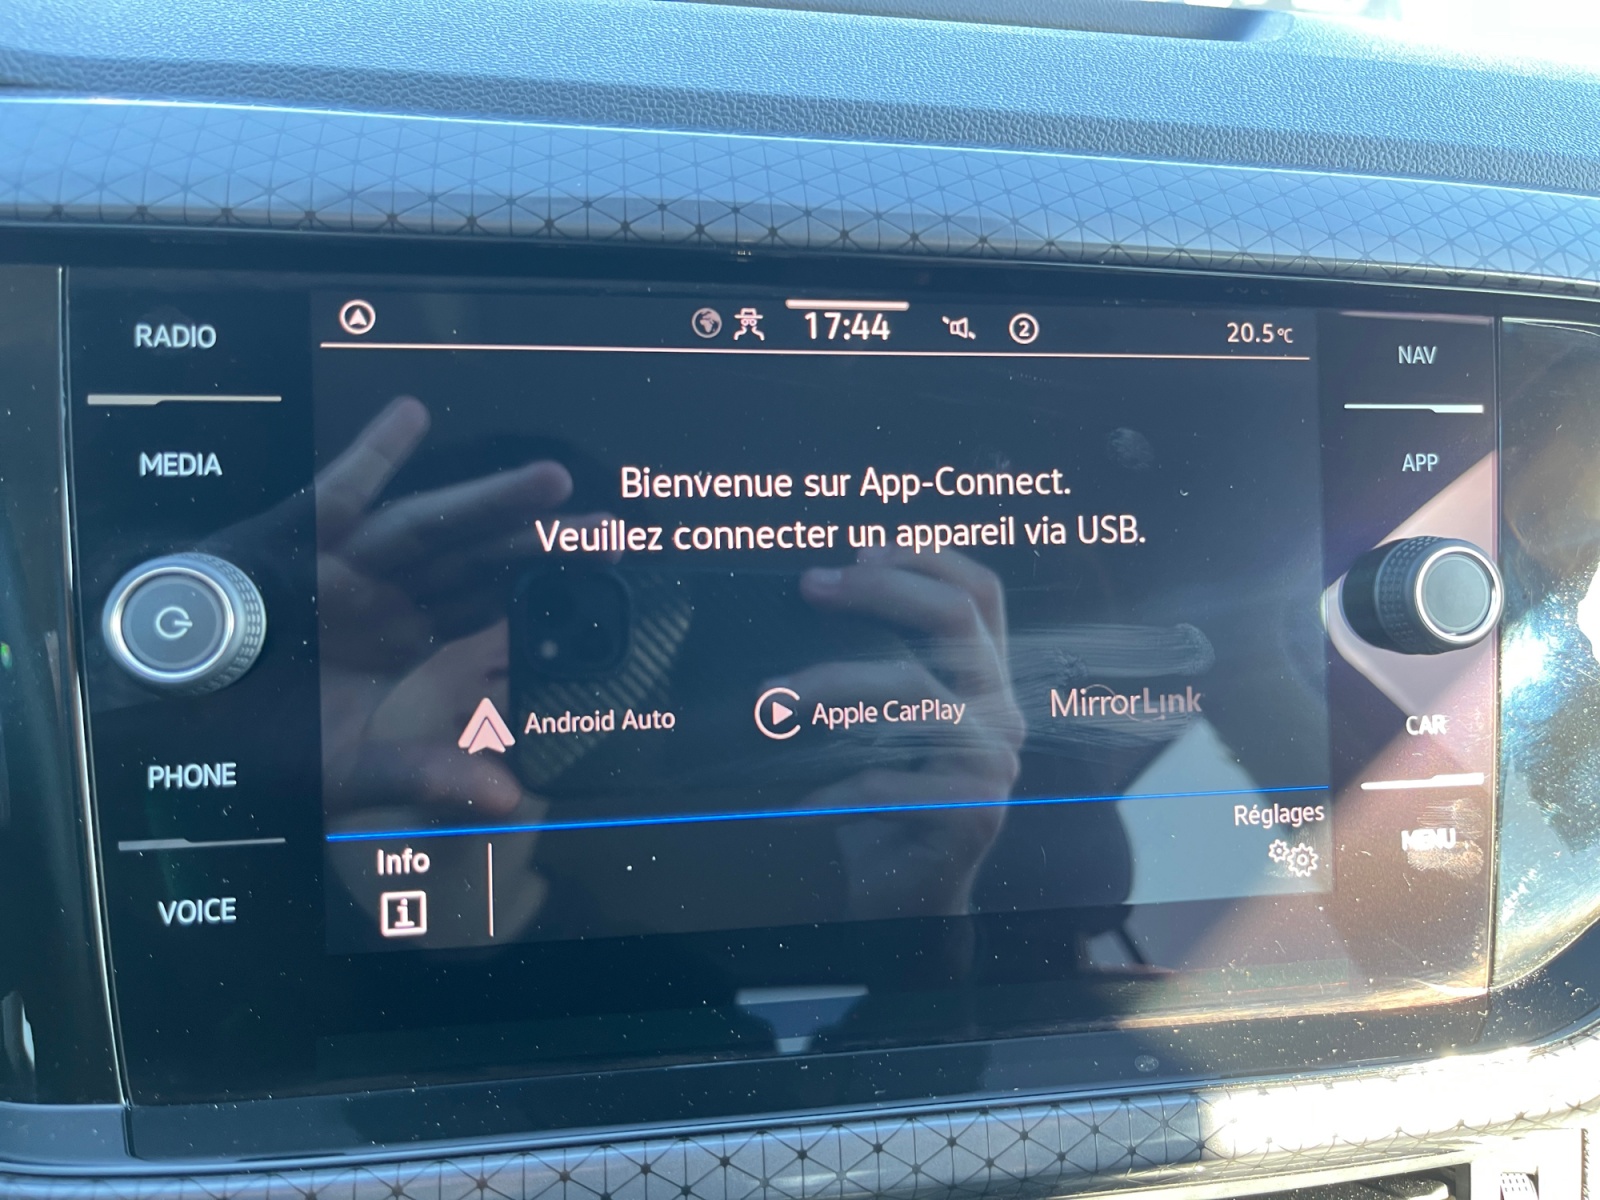 RADIO
MEDIA
PHONE
VOICE
17:44
2
20.5°C
Bienvenue sur App-Connect.
Veuillez connecter un appareil via USB.
Android Auto
Apple CarPlay
MirrorLink
Info
i
Réglages
NAV
APP
CAR
MENU